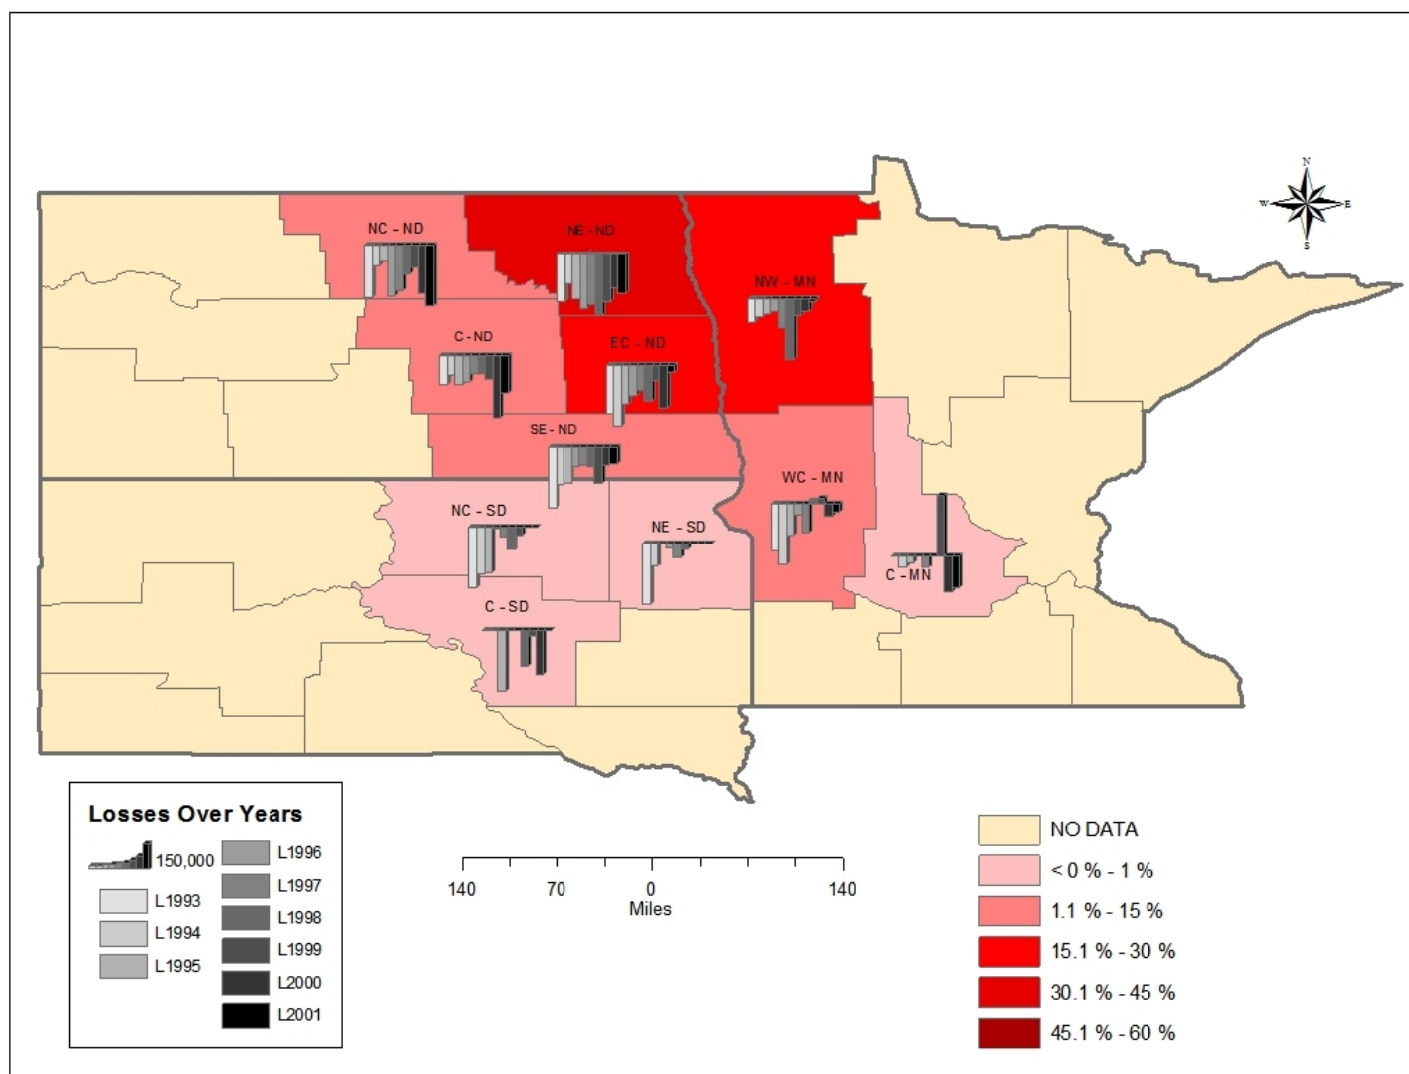 N
W E
S
NC - ND
NE - ND
NW - MN
C - ND
EC - ND
SE - ND
WC - MN
NC - SD
NE - SD
C - MN
C - SD
Losses Over Years
150,000
L1993
L1994
L1995
L1996
L1997
L1998
L1999
L2000
L2001
140 70 0 140
Miles
NO DATA
< 0 % - 1 %
1.1 % - 15 %
15.1 % - 30 %
30.1 % - 45 %
45.1 % - 60 %